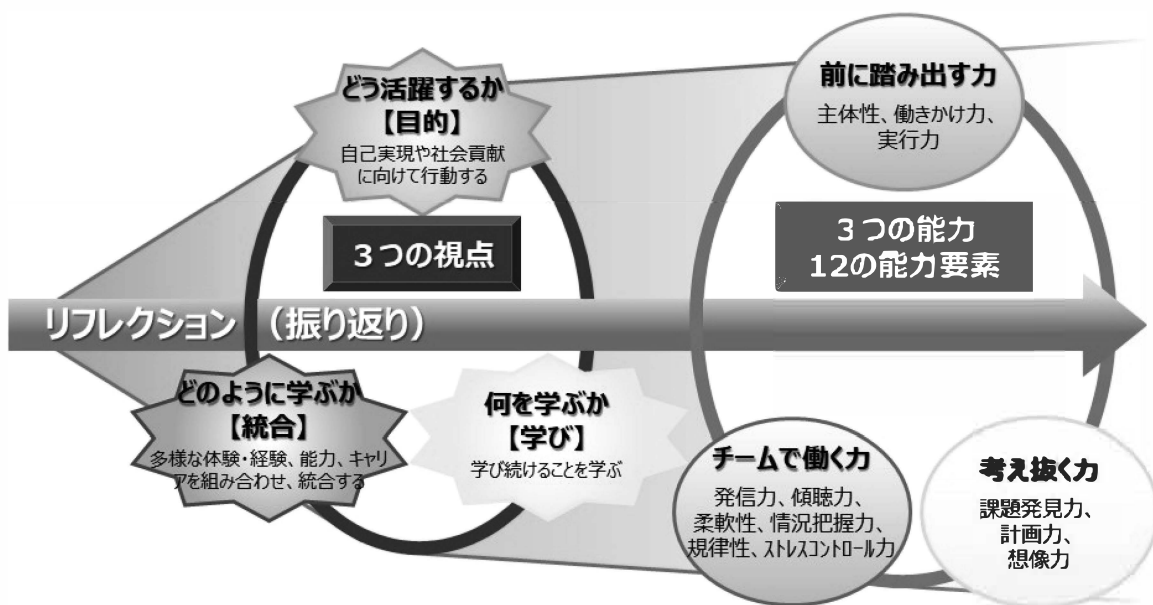 どう活躍するか
【目的】
自己実現や社会貢献
に向けて行動する
3つの視点
リフレクション (振り返り)
どのように学ぶか
【統合】
多様な体験・経験、能力、キャリ
アを組み合わせ、統合する
何を学ぶか
【学び】
学び続けることを学ぶ
前に踏み出す力
主体性、働きかけ力、
実行力
3つの能力
12の能力要素
チームで働く力
発信力、傾聴力、
柔軟性、情況把握力、
規律性、ストレスコントロール力
考え抜く力
課題発見力、
計画力、
想像力